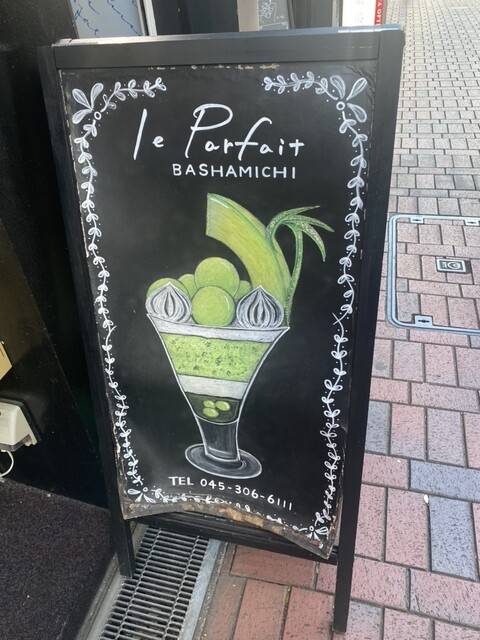 le Parfait
BASHAMICHI
TEL 045-306-6111